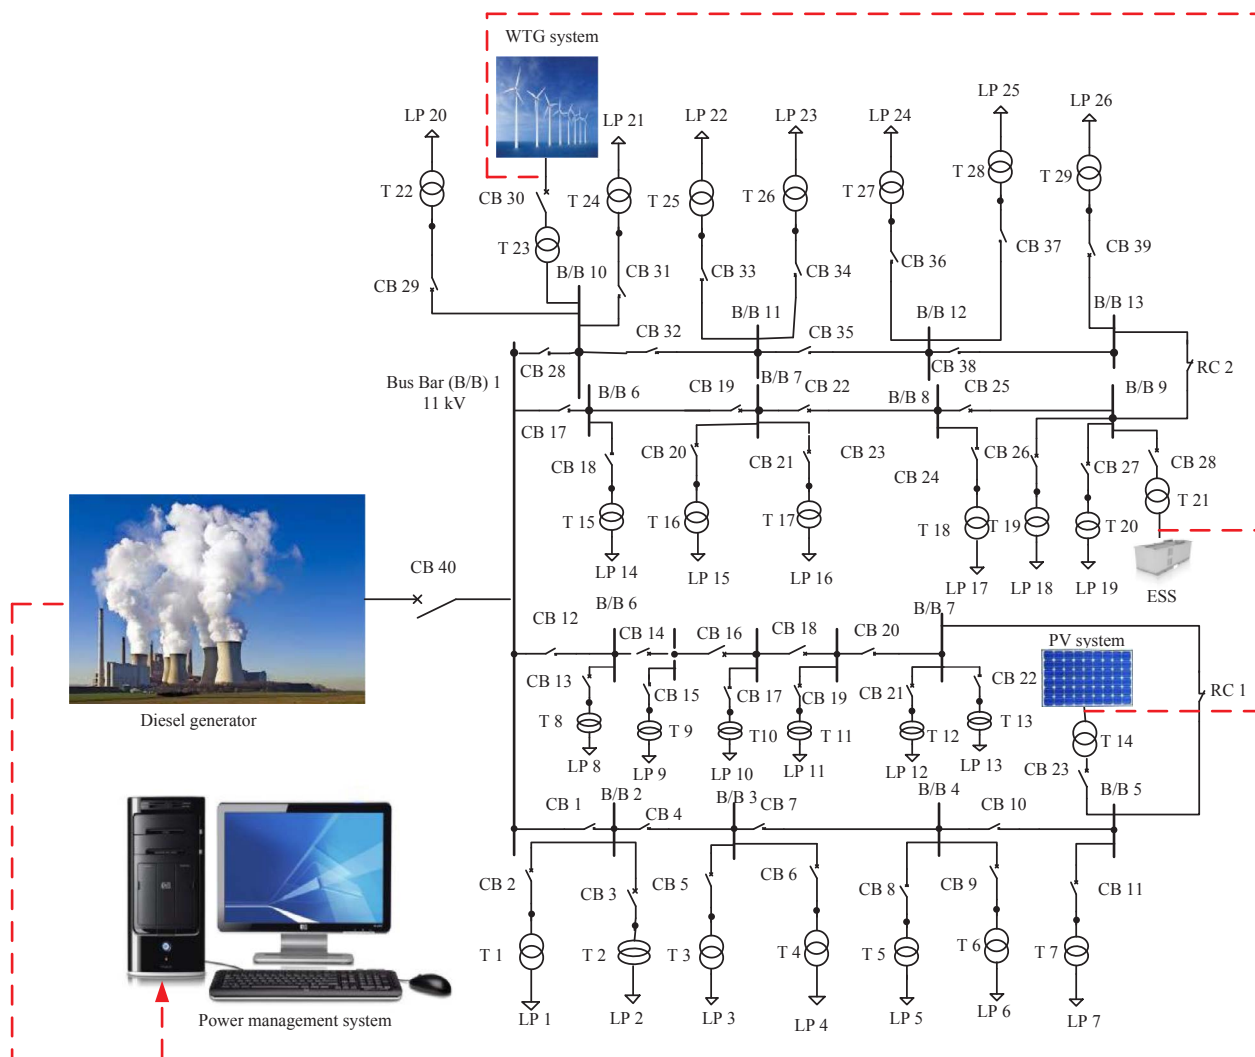 WTG system
LP 20
LP 21
LP 22
LP 23
LP 24
LP 25
LP 26
T 22
CB 30
T 24
T 25
T 26
T 27
T 28
T 29
T 23
B/B 10
CB 29
CB 31
CB 33
CB 34
CB 36
CB 37
CB 39
B/B 11
B/B 12
B/B 13
CB 32
CB 35
CB 28
CB 38
RC 2
Bus Bar (B/B) 1
11 kV
B/B 6
CB 19
B/B 7
CB 22
B/B 8
CB 25
B/B 9
CB 17
CB 18
CB 20
CB 21
CB 23
CB 24
CB 26
CB 27
CB 28
T 15
T 16
T 17
T 18
T 19
T 20
T 21
LP 14
LP 15
LP 16
LP 17
LP 18
LP 19
ESS
CB 40
CB 12
B/B 6
CB 14
CB 16
CB 18
CB 20
B/B 7
PV system
CB 13
CB 15
CB 17
CB 19
CB 21
CB 22
RC 1
T 8
T 9
T10
T 11
T 12
T 13
T 14
LP 8
LP 9
LP 10
LP 11
LP 12
LP 13
CB 23
Diesel generator
CB 1
B/B 2
CB 4
B/B 3
CB 7
B/B 4
CB 10
B/B 5
CB 2
CB 3
CB 5
CB 6
CB 8
CB 9
CB 11
T 1
T 2
T 3
T 4
T 5
T 6
T 7
LP 1
LP 2
LP 3
LP 4
LP 5
LP 6
LP 7
Power management system